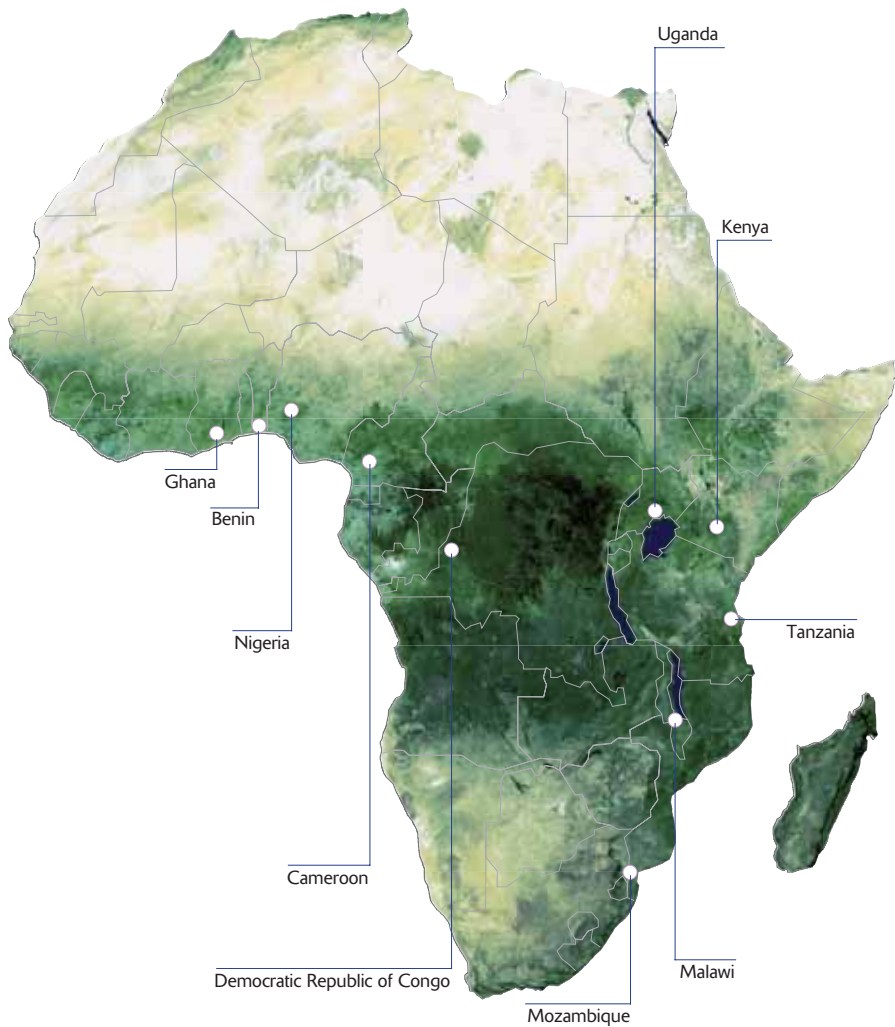 Uganda
Kenya
Ghana
Benin
Nigeria
Tanzania
Cameroon
Malawi
Democratic Republic of Congo
Mozambique